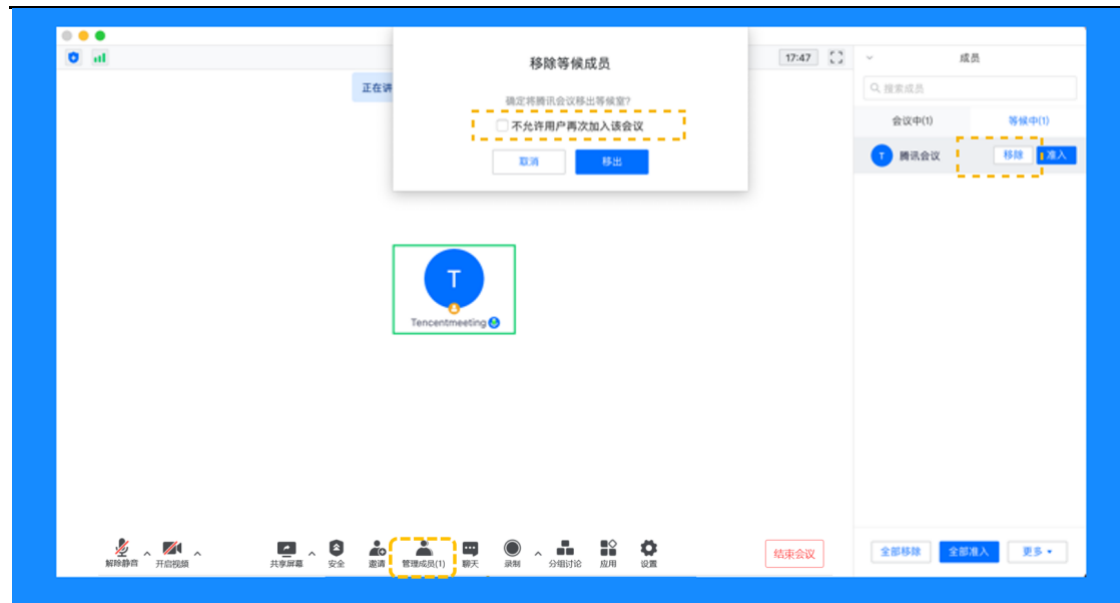 移除等候成员
17:47
成员
正在讲
确定将腾讯会议移出等候室?
搜索成员
不允许用户再次加入该会议
会议中(1) 等候中(1)
取消 移出
T 腾讯会议 移除 准入
T
Tencentmeeting
解除静音 开启视频 共享屏幕 安全 邀请 管理成员(1) 聊天 录制 分组讨论 应用 设置 结束会议
全部移除 全部准入 更多